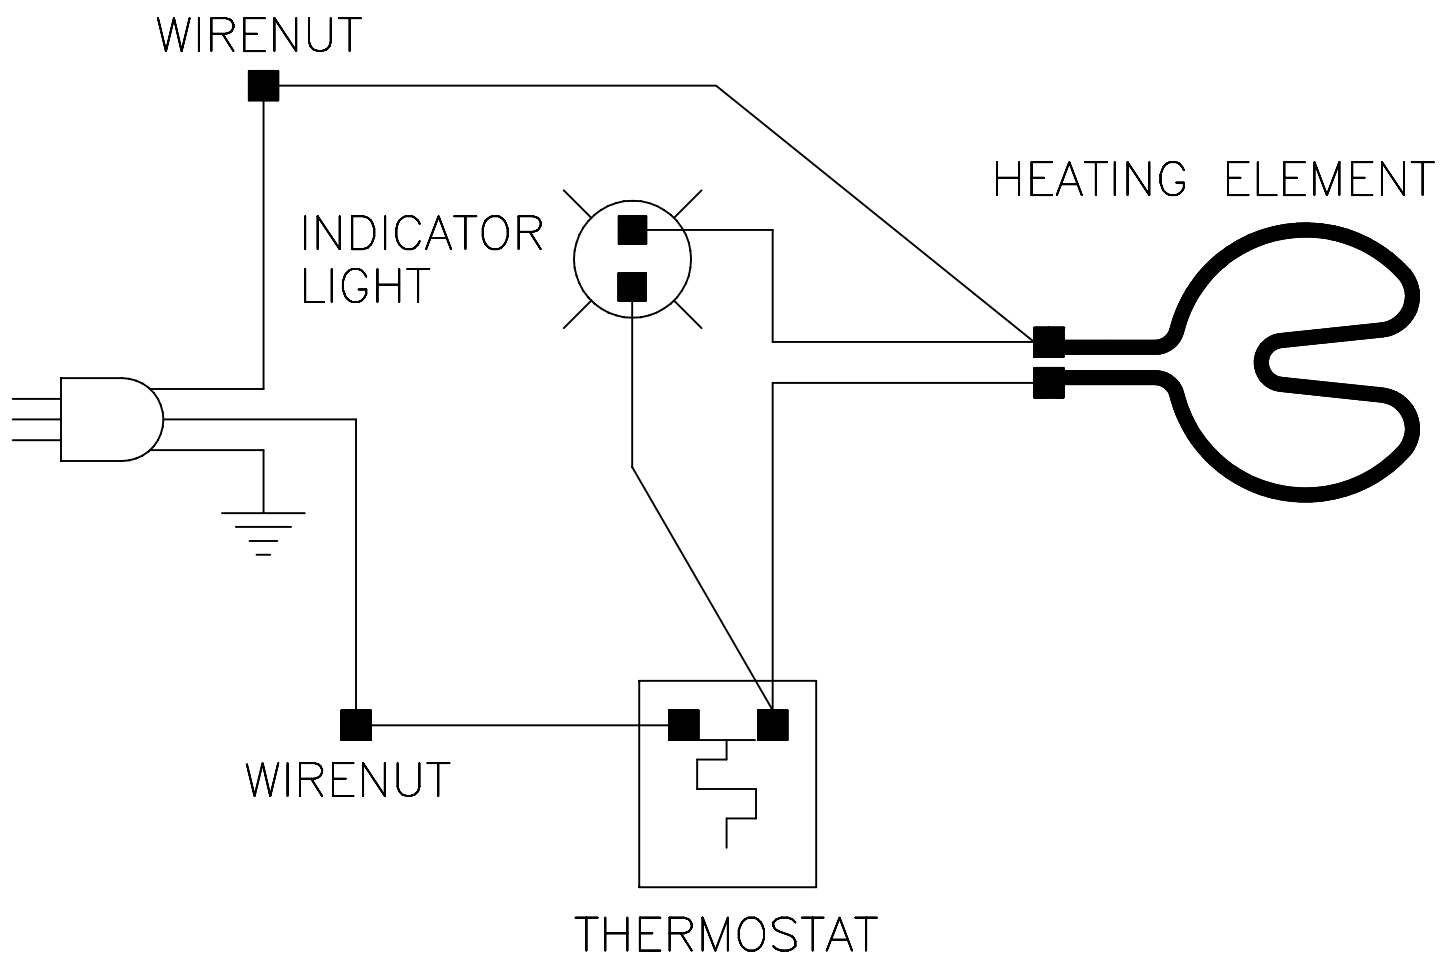 WIRENUT
HEATING ELEMENT
INDICATOR
LIGHT
WIRENUT
THERMOSTAT